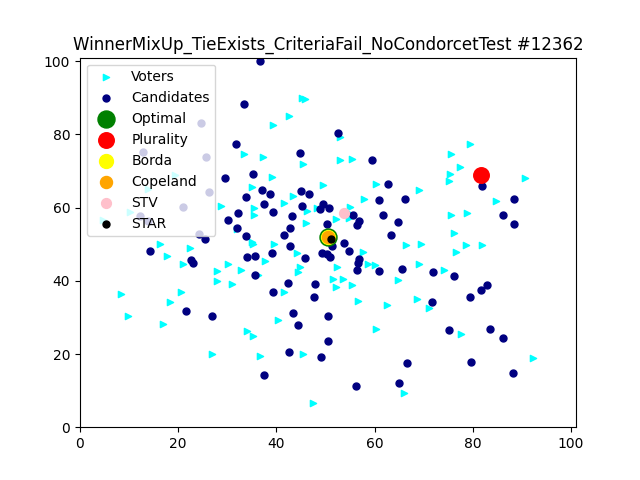 WinnerMixUp_TieExists_CriteriaFail_NoCondorcetTest #12362
100
80
60
40
20
0
0
20
40
60
80
100
Voters
Candidates
Optimal
Plurality
Borda
Copeland
STV
STAR